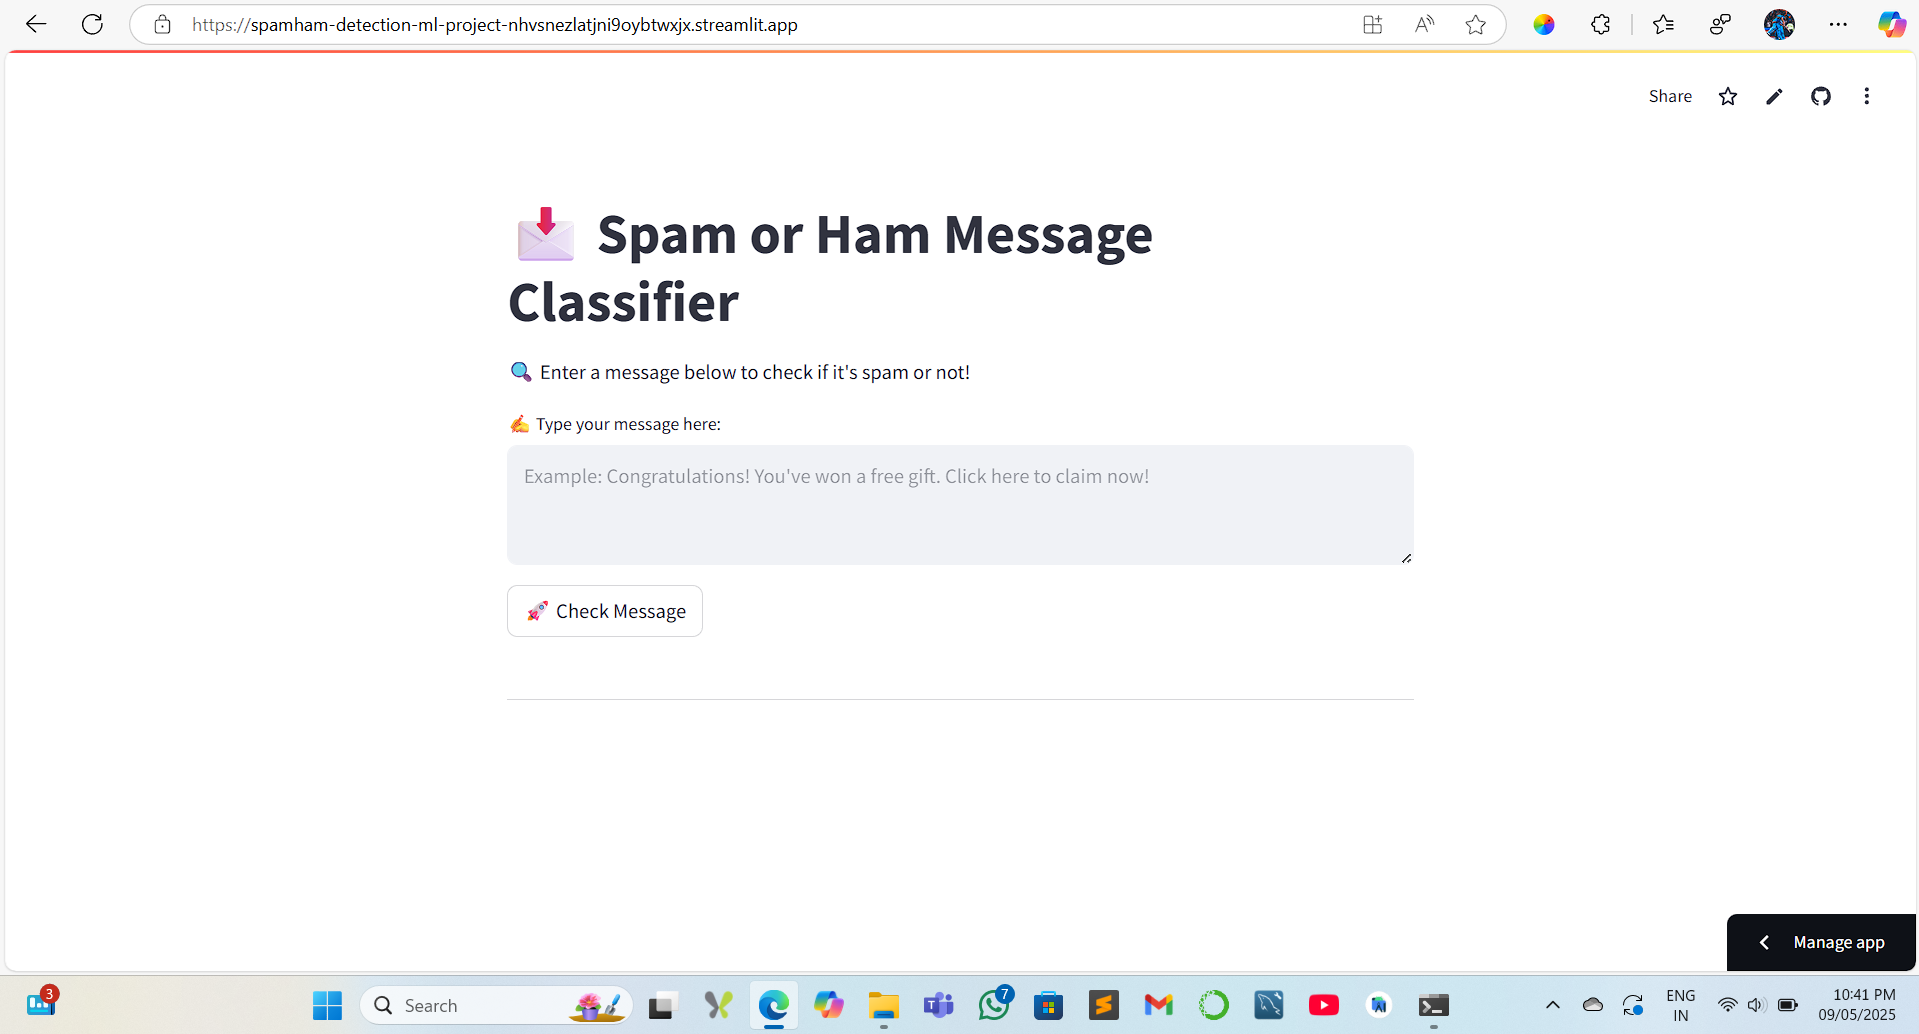 https://spamham-detection-ml-project-nhvsnezlatjni9oybtwxjx.streamlit.app
Share
Spam or Ham Message
Classifier
Enter a message below to check if it's spam or not!
Type your message here:
Example: Congratulations! You've won a free gift. Click here to claim now!
Check Message
Manage app
3
Search
7
ENG
IN
10:41 PM
09/05/2025